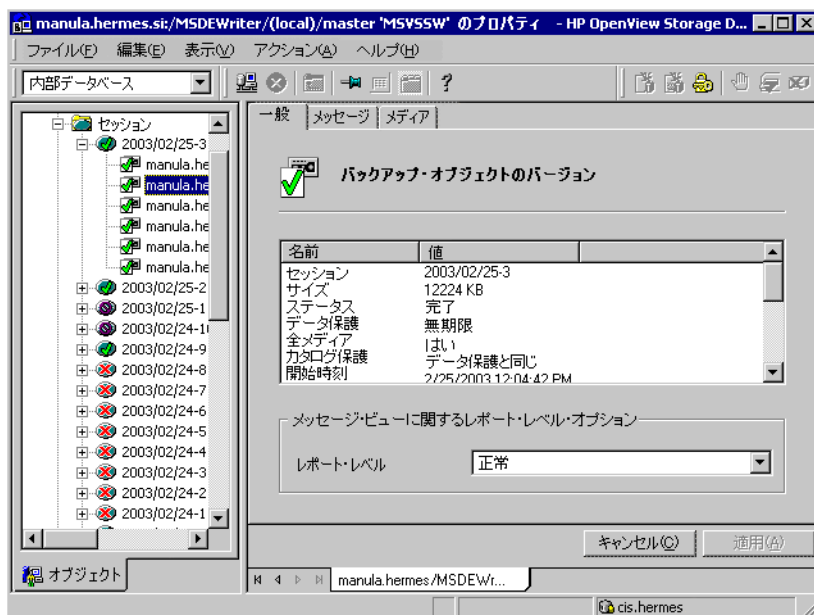 manula.hermes.si:/MSDEWriter/(local)/master 'MSVSSW' のプロパティ - HP OpenView Storage D...
ファイル(F) 編集(E) 表示(V) アクション(A) ヘルプ(H)
内部データベース
セッション
2003/02/25-3
manula.he
manula.he
manula.he
manula.he
manula.he
manula.he
2003/02/25-2
2003/02/25-1
2003/02/24-1
2003/02/24-9
2003/02/24-8
2003/02/24-7
2003/02/24-6
2003/02/24-5
2003/02/24-4
2003/02/24-3
2003/02/24-2
2003/02/24-1
オブジェクト
一般 メッセージ メディア
バックアップ・オブジェクトのバージョン
名前 値
セッション 2003/02/25-3
サイズ 12224 KB
ステータス 完了
データ保護 無期限
全メディア はい
カタログ保護 データ保護と同じ
開始時刻 2/25/2003 12:04:42 PM
メッセージ・ビューに関するレポート・レベル・オプション
レポート・レベル 正常
キャンセル(C) 適用(A)
manula.hermes /MSDEWr...
cis.hermes